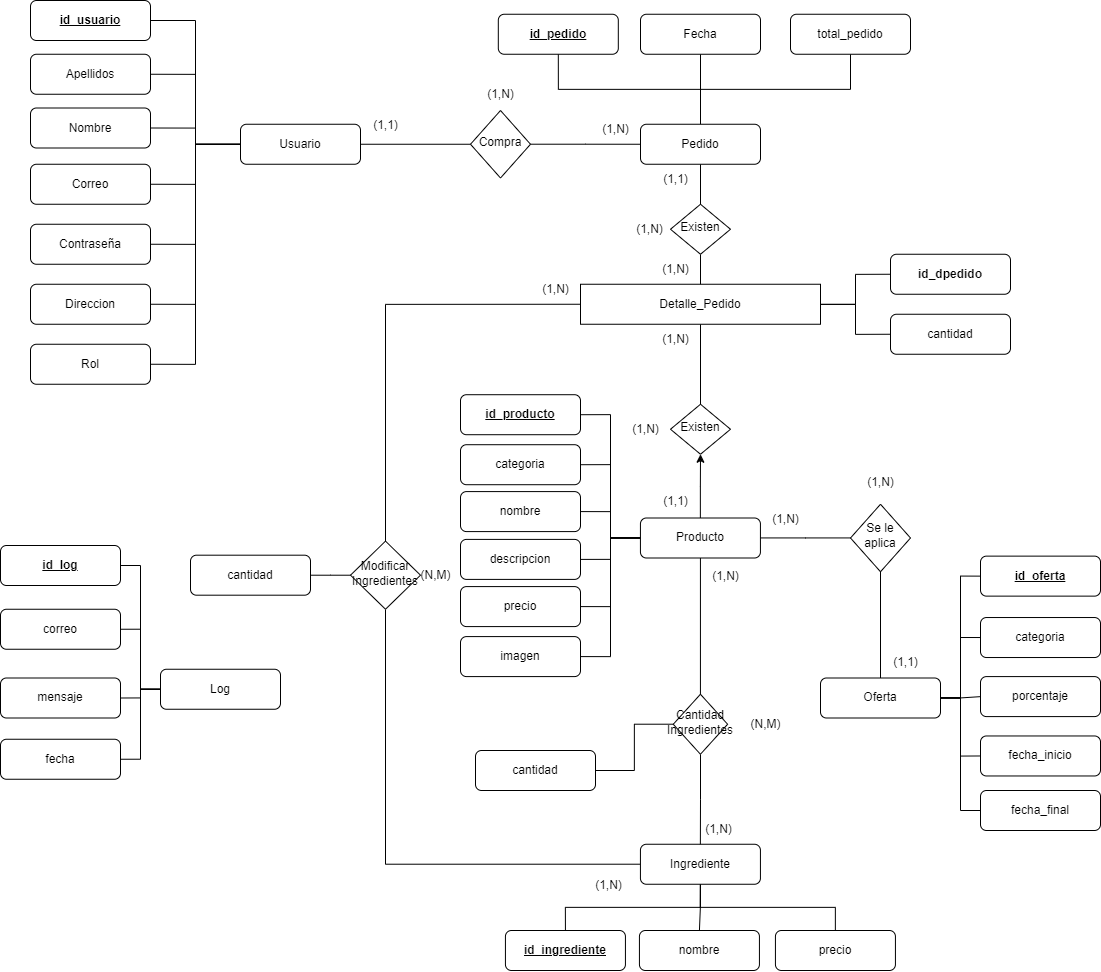 id_usuario
Apellidos
Nombre
Correo
Contraseña
Direccion
Rol
Usuario
(1,1)
(1,N)
Compra
(1,N)
id_pedido
Fecha
total_pedido
Pedido
(1,1)
(1,N)
Existen
(1,N)
(1,N)
Detalle_Pedido
id_dpedido
cantidad
(1,N)
(1,N)
Existen
(1,1)
id_producto
categoria
nombre
descripcion
precio
imagen
Producto
(1,N)
(1,N)
(1,N)
Se le
aplica
(1,1)
Oferta
id_oferta
categoria
porcentaje
fecha_inicio
fecha_final
cantidad
Modificar
Ingredientes
(N,M)
id_log
correo
mensaje
fecha
Log
Cantidad
Ingredientes
(N,M)
cantidad
(1,N)
Ingrediente
(1,N)
id_ingrediente
nombre
precio